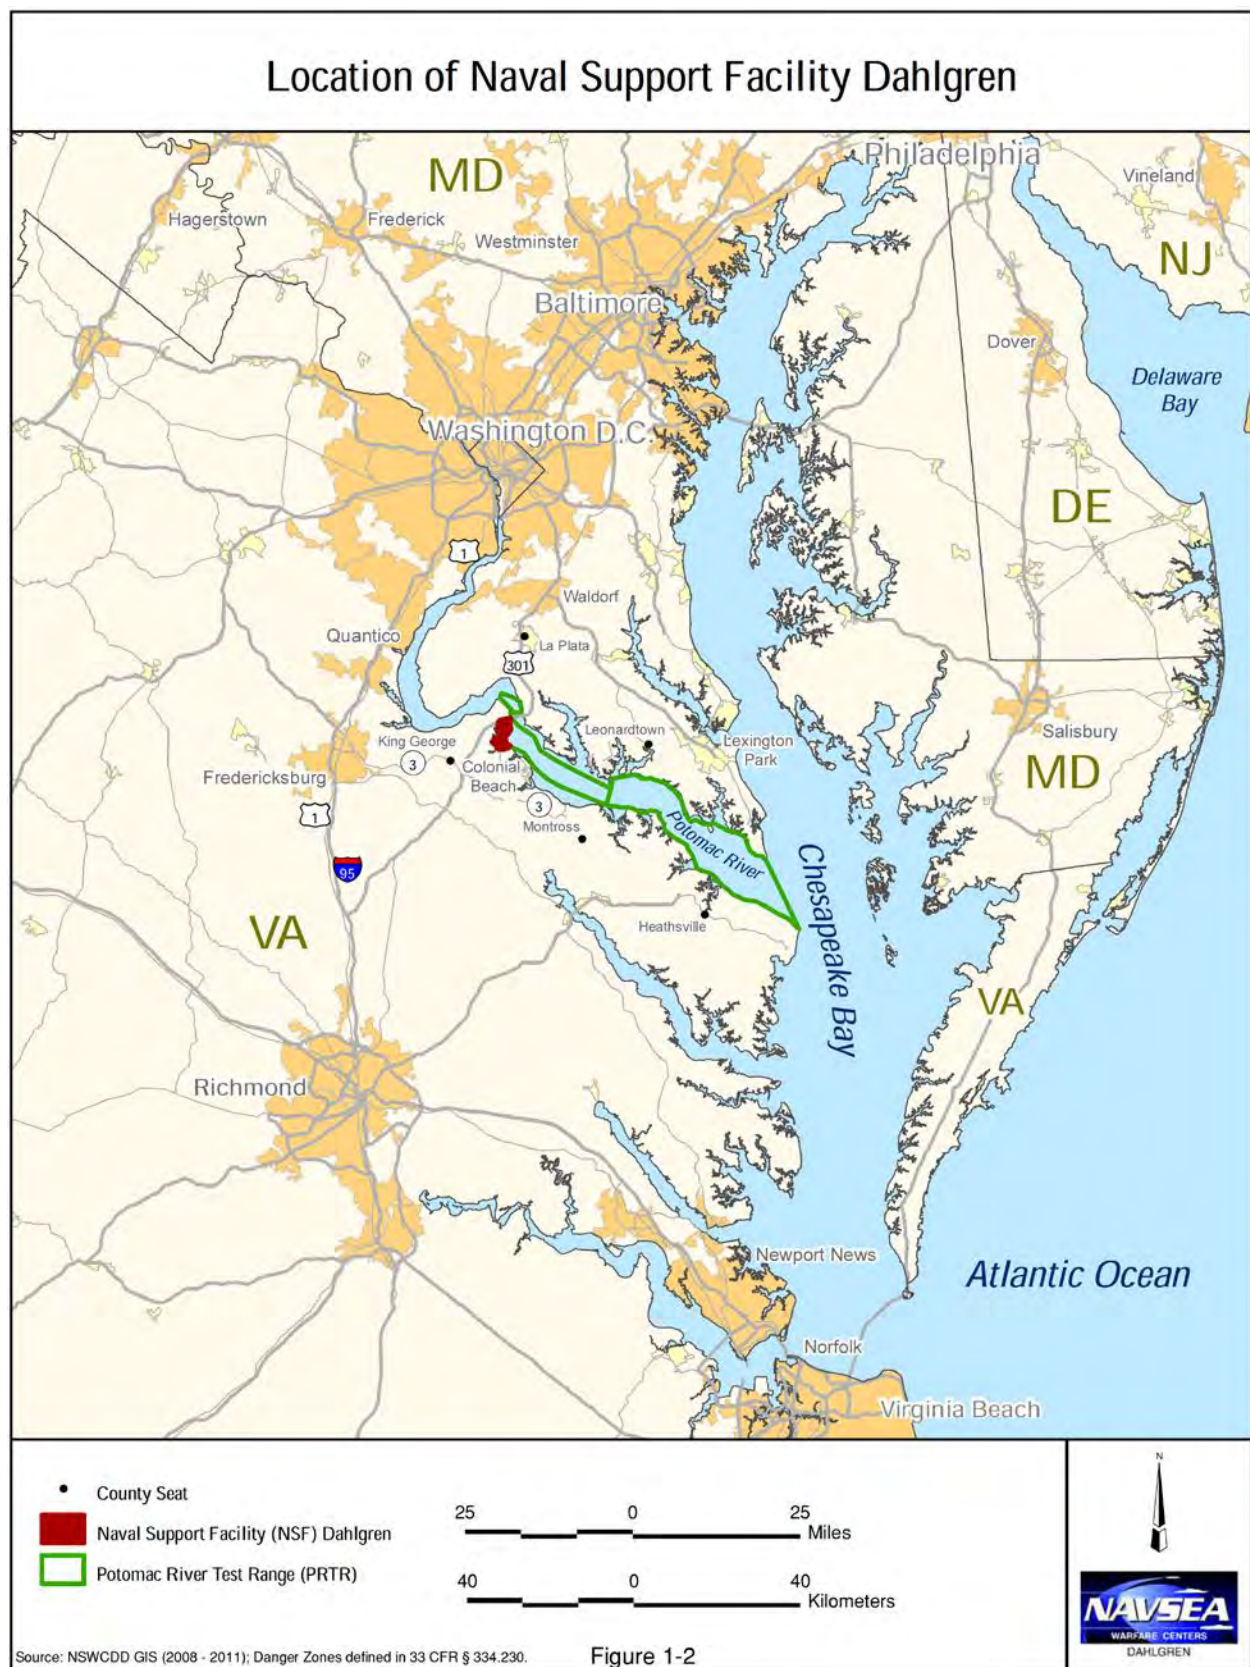 Location of Naval Support Facility Dahlgren
Philadelphia
MD
Vineland
Hagerstown
Frederick
Westminster
NJ
Baltimore
Dover
Delaware
Bay
Washington D.C.
DE
1
Waldorf
Quantico
La Plata
301
Leonardtown
Salisbury
King George
Lexington
Park
3
Colonial
Beach
MD
Fredericksburg
3
1
Montross
Potomac River
95
Chesapeake Bay
VA
Heathsville
VA
Richmond
Newport News
Atlantic Ocean
Norfolk
Virginia Beach
County Seat
Naval Support Facility (NSF) Dahlgren
Potomac River Test Range (PRTR)
25 0 25
Miles
40 0 40
Kilometers
N
NAVSEA
WARFARE CENTERS
DAHLGREN
Source: NSWCDD GIS (2008 - 2011); Danger Zones defined in 33 CFR § 334.230.
Figure 1-2